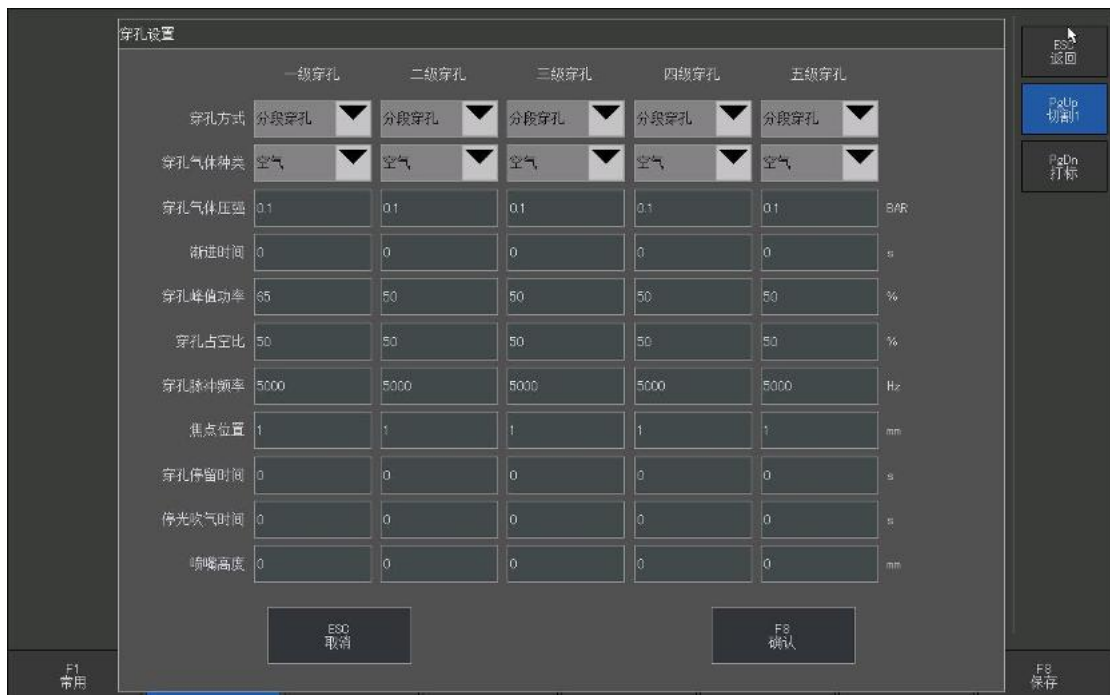 穿孔设置
一级穿孔 二级穿孔 三级穿孔 四级穿孔 五级穿孔
穿孔方式 分段穿孔 分段穿孔 分段穿孔 分段穿孔 分段穿孔
穿孔气体种类 空气 空气 空气 空气 空气
穿孔气体压强 0.1 0.1 0.1 0.1 0.1 BAR
渐进时间 0 0 0 0 0 s
穿孔峰值功率 65 50 50 50 50 %
穿孔占空比 50 50 50 50 50 %
穿孔脉冲频率 5000 5000 5000 5000 5000 Hz
焦点位置 1 1 1 1 1 mm
穿孔停留时间 0 0 0 0 0 s
停光吹气时间 0 0 0 0 0 s
喷嘴高度 0 0 0 0 0 mm
ESC
取消
F8
确认
ESC
返回
PgUp
切割1
PgDn
打标
F1
常用
F8
保存